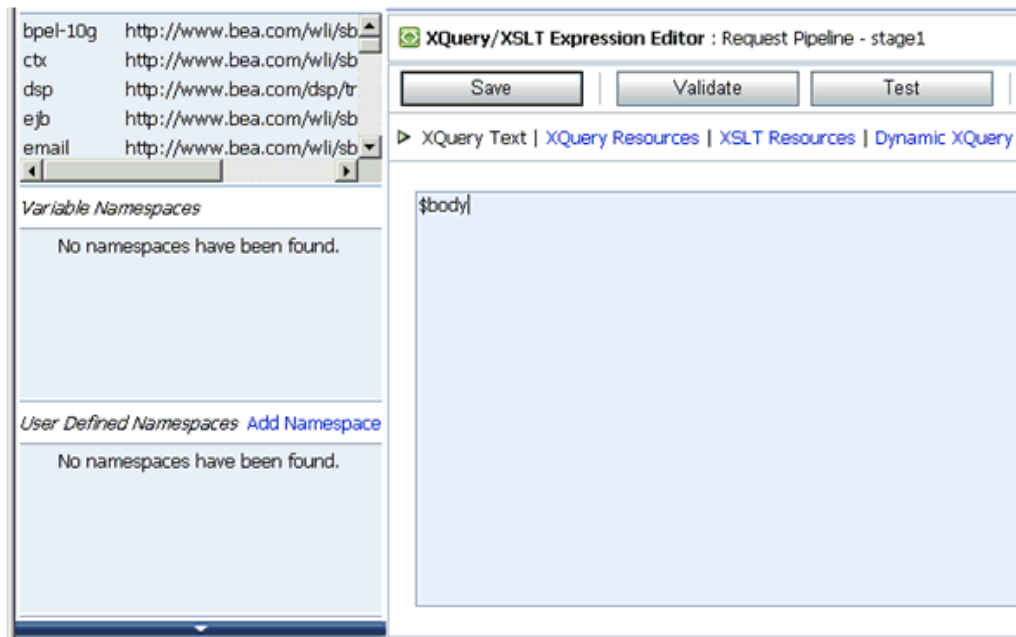 bpel-10g http://www.bea.com/wli/sb
ctx http://www.bea.com/wli/sb
dsp http://www.bea.com/dsp/tr
ejb http://www.bea.com/wli/sb
email http://www.bea.com/wli/sb
Variable Namespaces
No namespaces have been found.
User Defined Namespaces Add Namespace
No namespaces have been found.
XQuery/XSLT Expression Editor : Request Pipeline - stage1
Save Validate Test
XQuery Text | XQuery Resources | XSLT Resources | Dynamic XQuery
$body